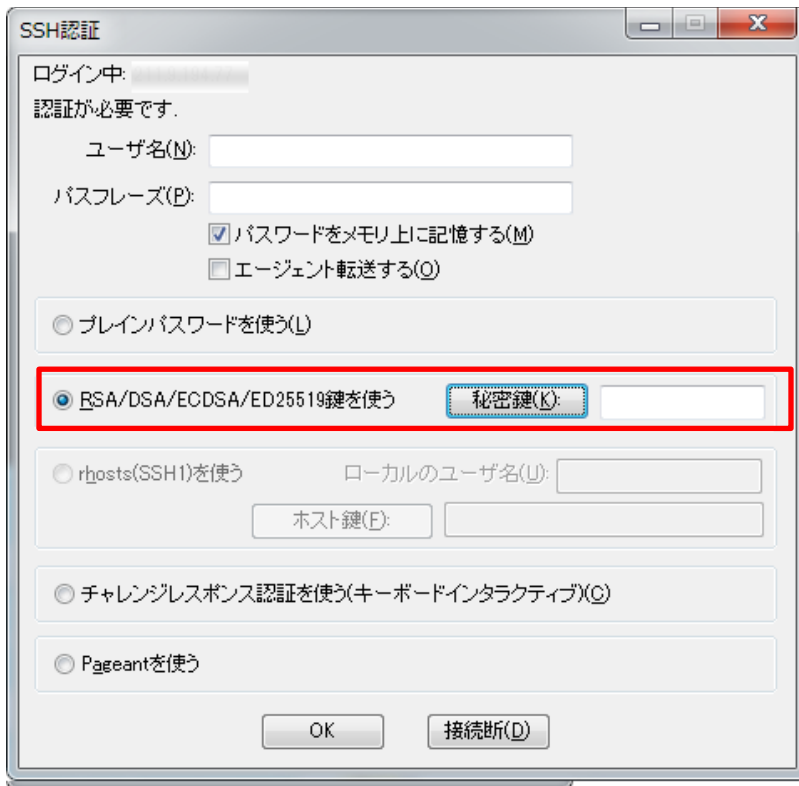 SSH認証
ログイン中:
認証が必要です.
ユーザ名(N):
パスフレーズ(P):
パスワードをメモリ上に記憶する(M)
エージェント転送する(O)
プレインパスワードを使う(L)
RSA/DSA/ECDSA/ED25519鍵を使う 秘密鍵(K):
rhosts(SSH1)を使う ローカルのユーザ名(U):
ホスト鍵(F):
チャレンジレスポンス認証を使う(キーボードインタラクティブ)(C)
Pageantを使う
OK 接続断(D)